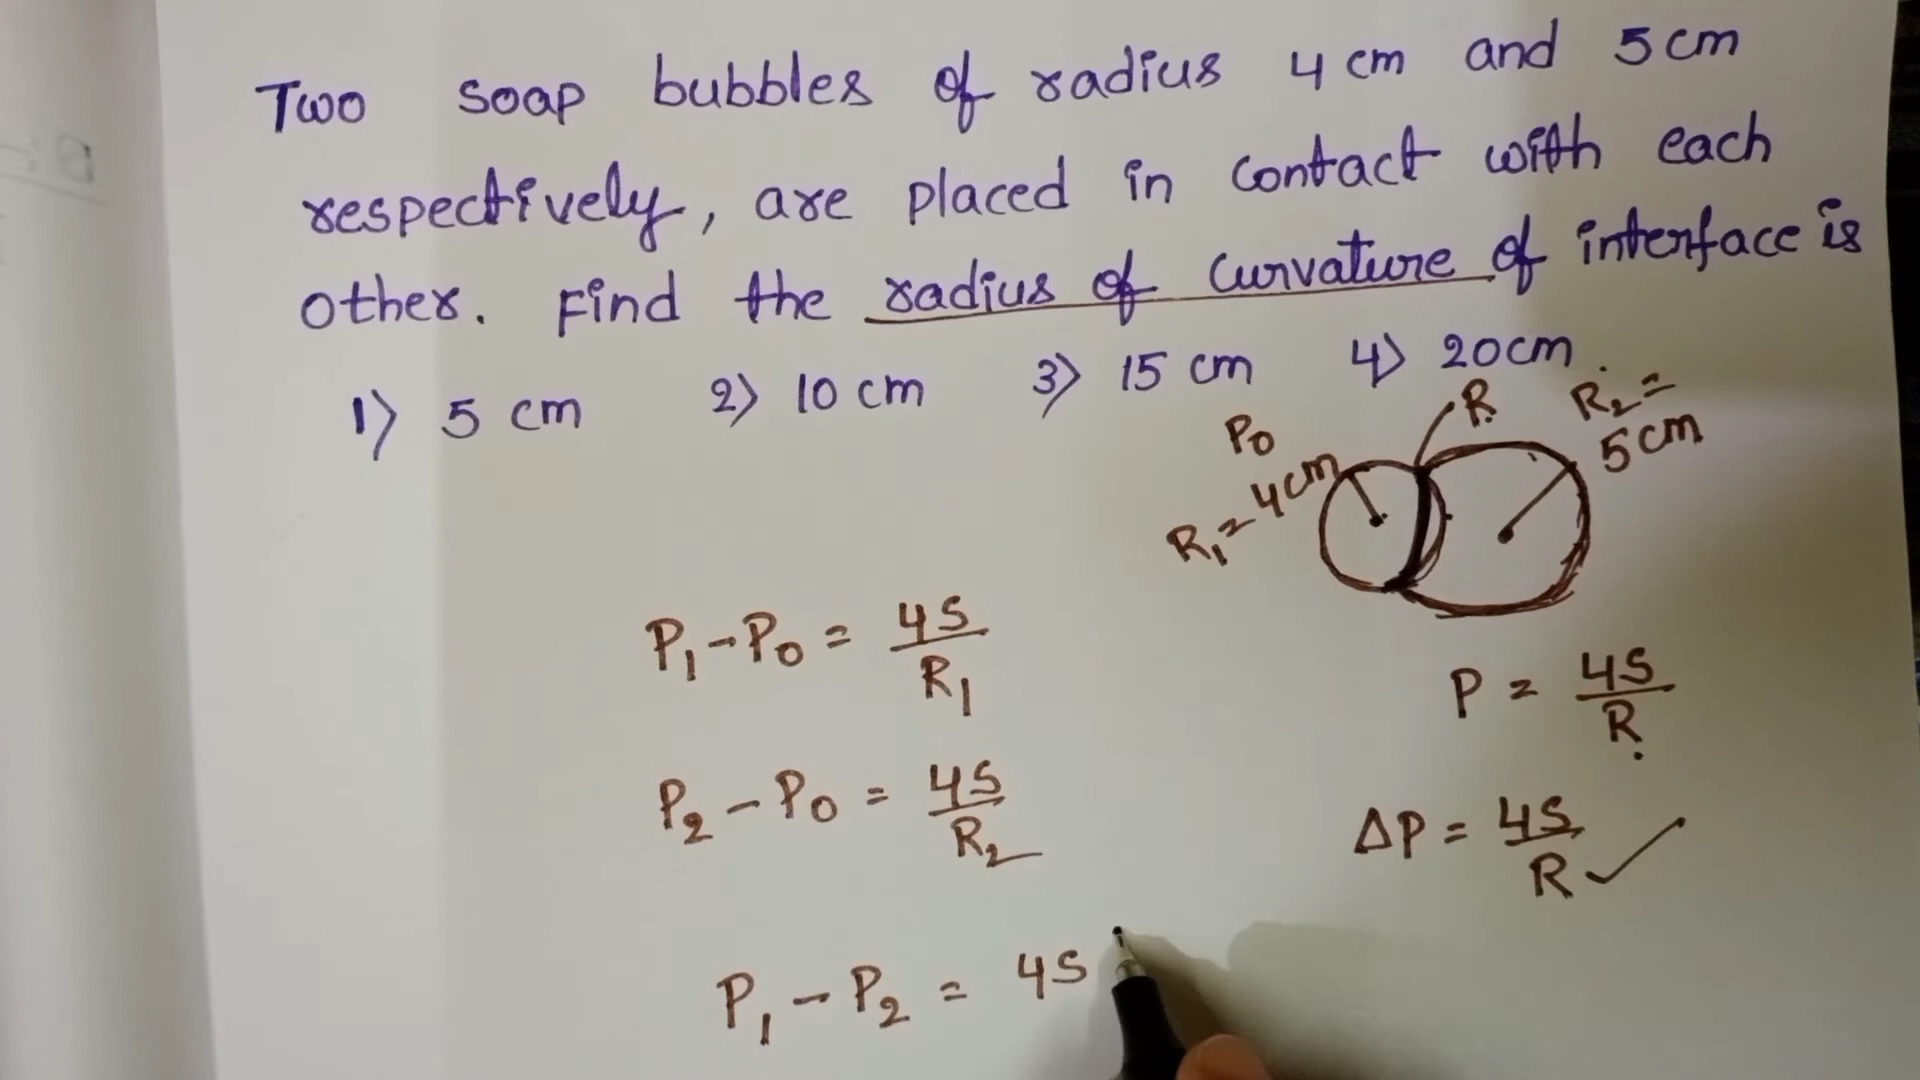 Two soap bubbles of radius 4 cm and 5 cm
respectively, are placed in contact with each
other. Find the radius of curvature of interface is
1) 5 cm 2) 10 cm 3) 15 cm 4) 20cm.
R
R₂ =
5cm
P₀
R₁ = 4cm
P₁ - P₀ = 4S/R₁
P = 4S/R
P₂ - P₀ = 4S/R₂
ΔP = 4S/R ✓
P₁ - P₂ = 4S